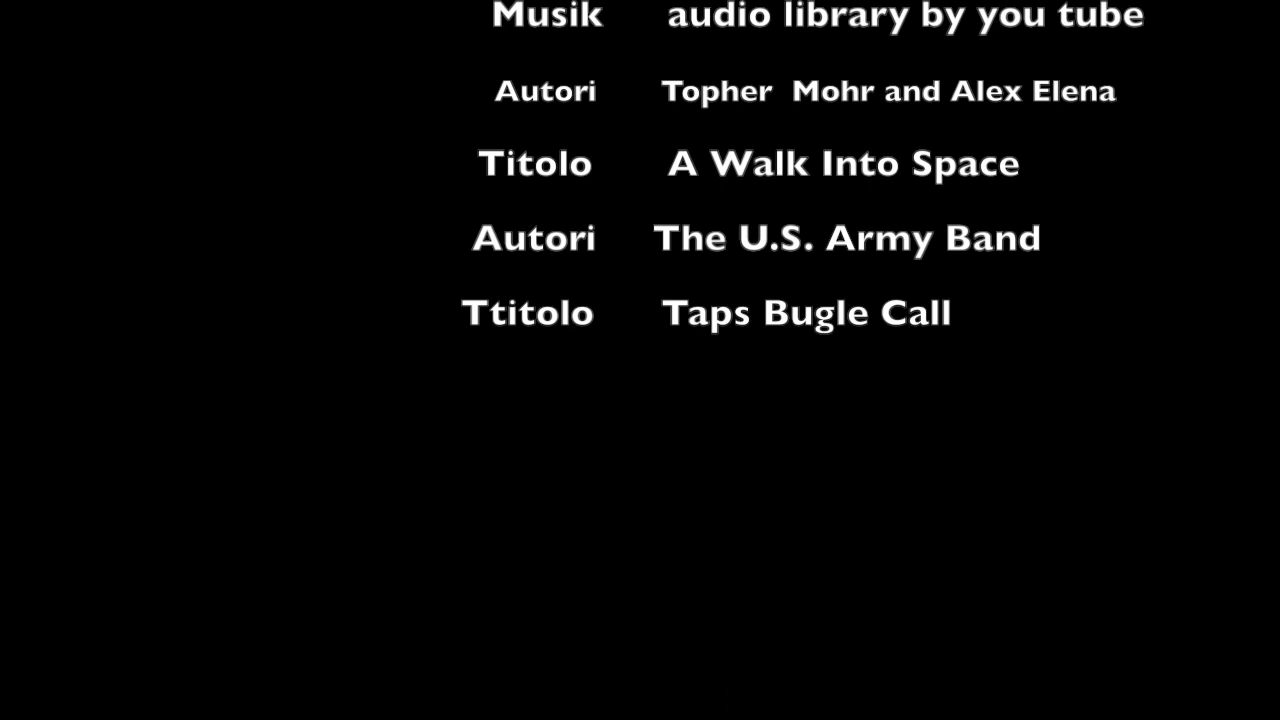 Musik audio library by you tube
Autori Topher Mohr and Alex Elena
Titolo A Walk Into Space
Autori The U.S. Army Band
Ttitolo Taps Bugle Call